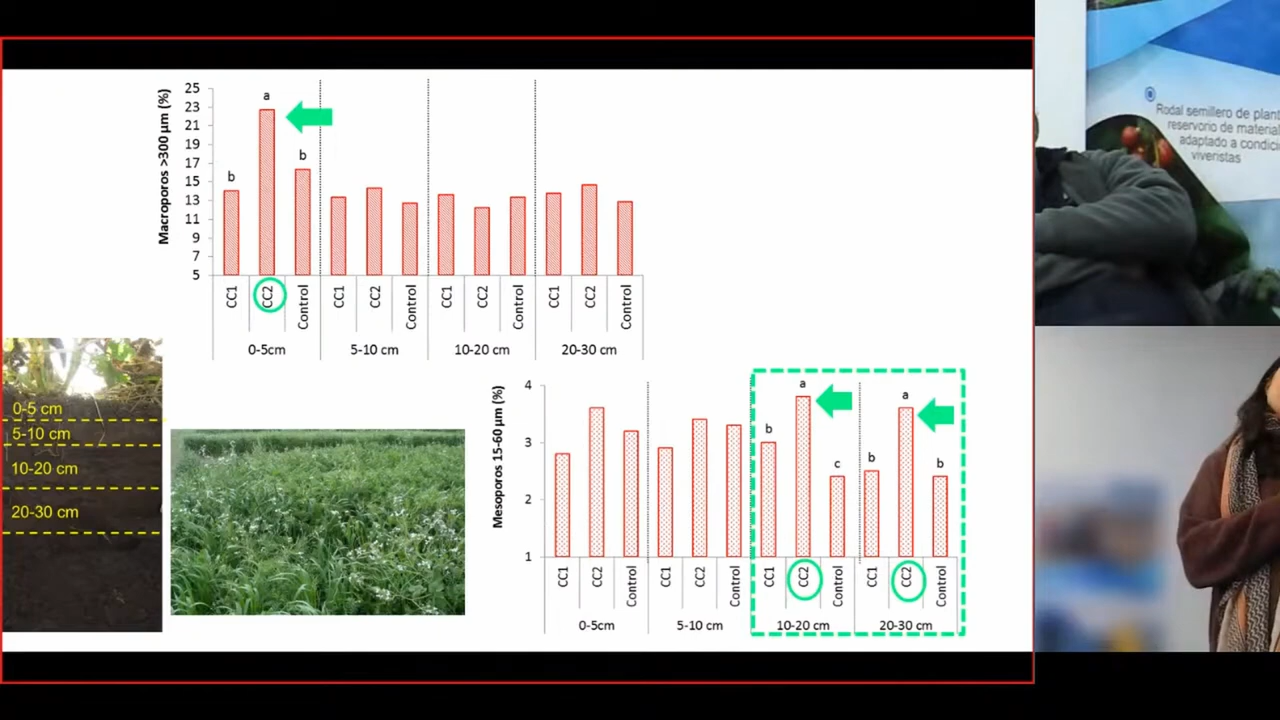 Macroporos >300 µm (%)
25
23
21
19
17
15
13
11
9
7
5
b
a
b
CC1
CC2
Control
CC1
CC2
Control
CC1
CC2
Control
CC1
CC2
Control
0-5cm
5-10 cm
10-20 cm
20-30 cm
0-5 cm
5-10 cm
10-20 cm
20-30 cm
Mesoporos 15-60 µm (%)
4
3
2
1
b
a
c
b
a
b
CC1
CC2
Control
CC1
CC2
Control
CC1
CC2
Control
CC1
CC2
Control
0-5cm
5-10 cm
10-20 cm
20-30 cm
Rodal semillero de plant
reservorio de material
adaptado a condici
viveristas